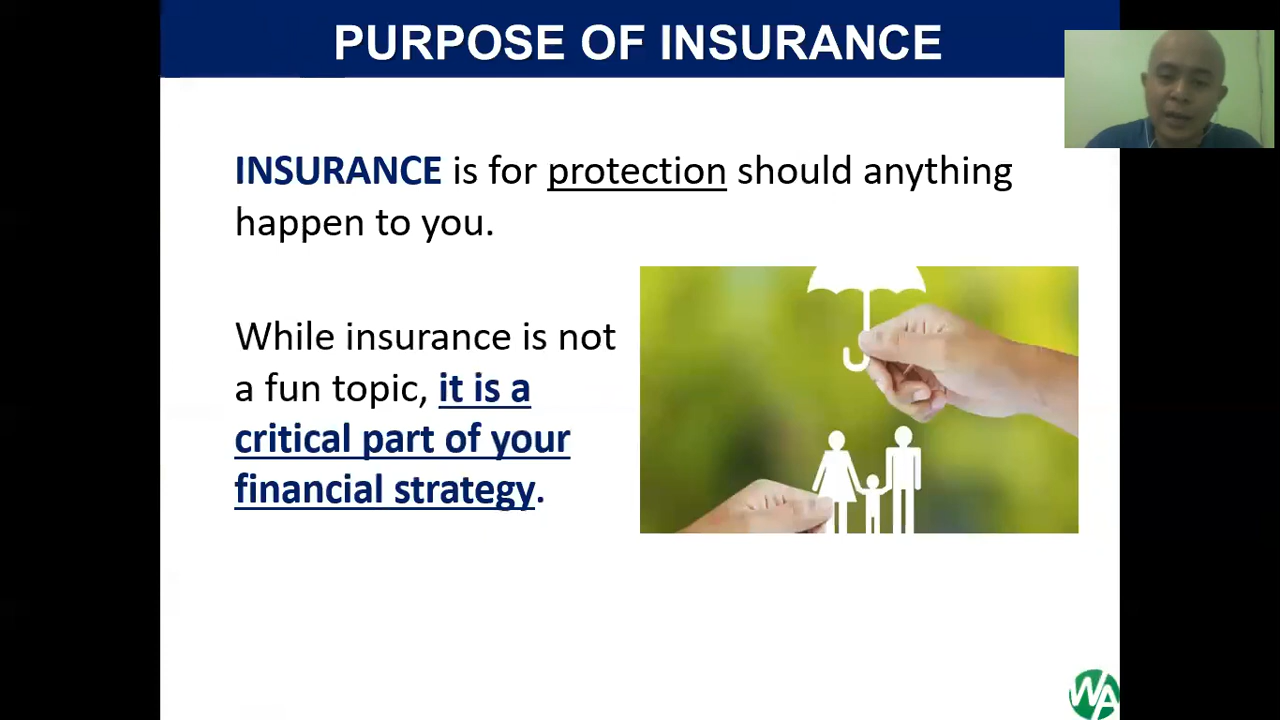 PURPOSE OF INSURANCE
INSURANCE is for protection should anything
happen to you.
While insurance is not
a fun topic, it is a
critical part of your
financial strategy.
WA